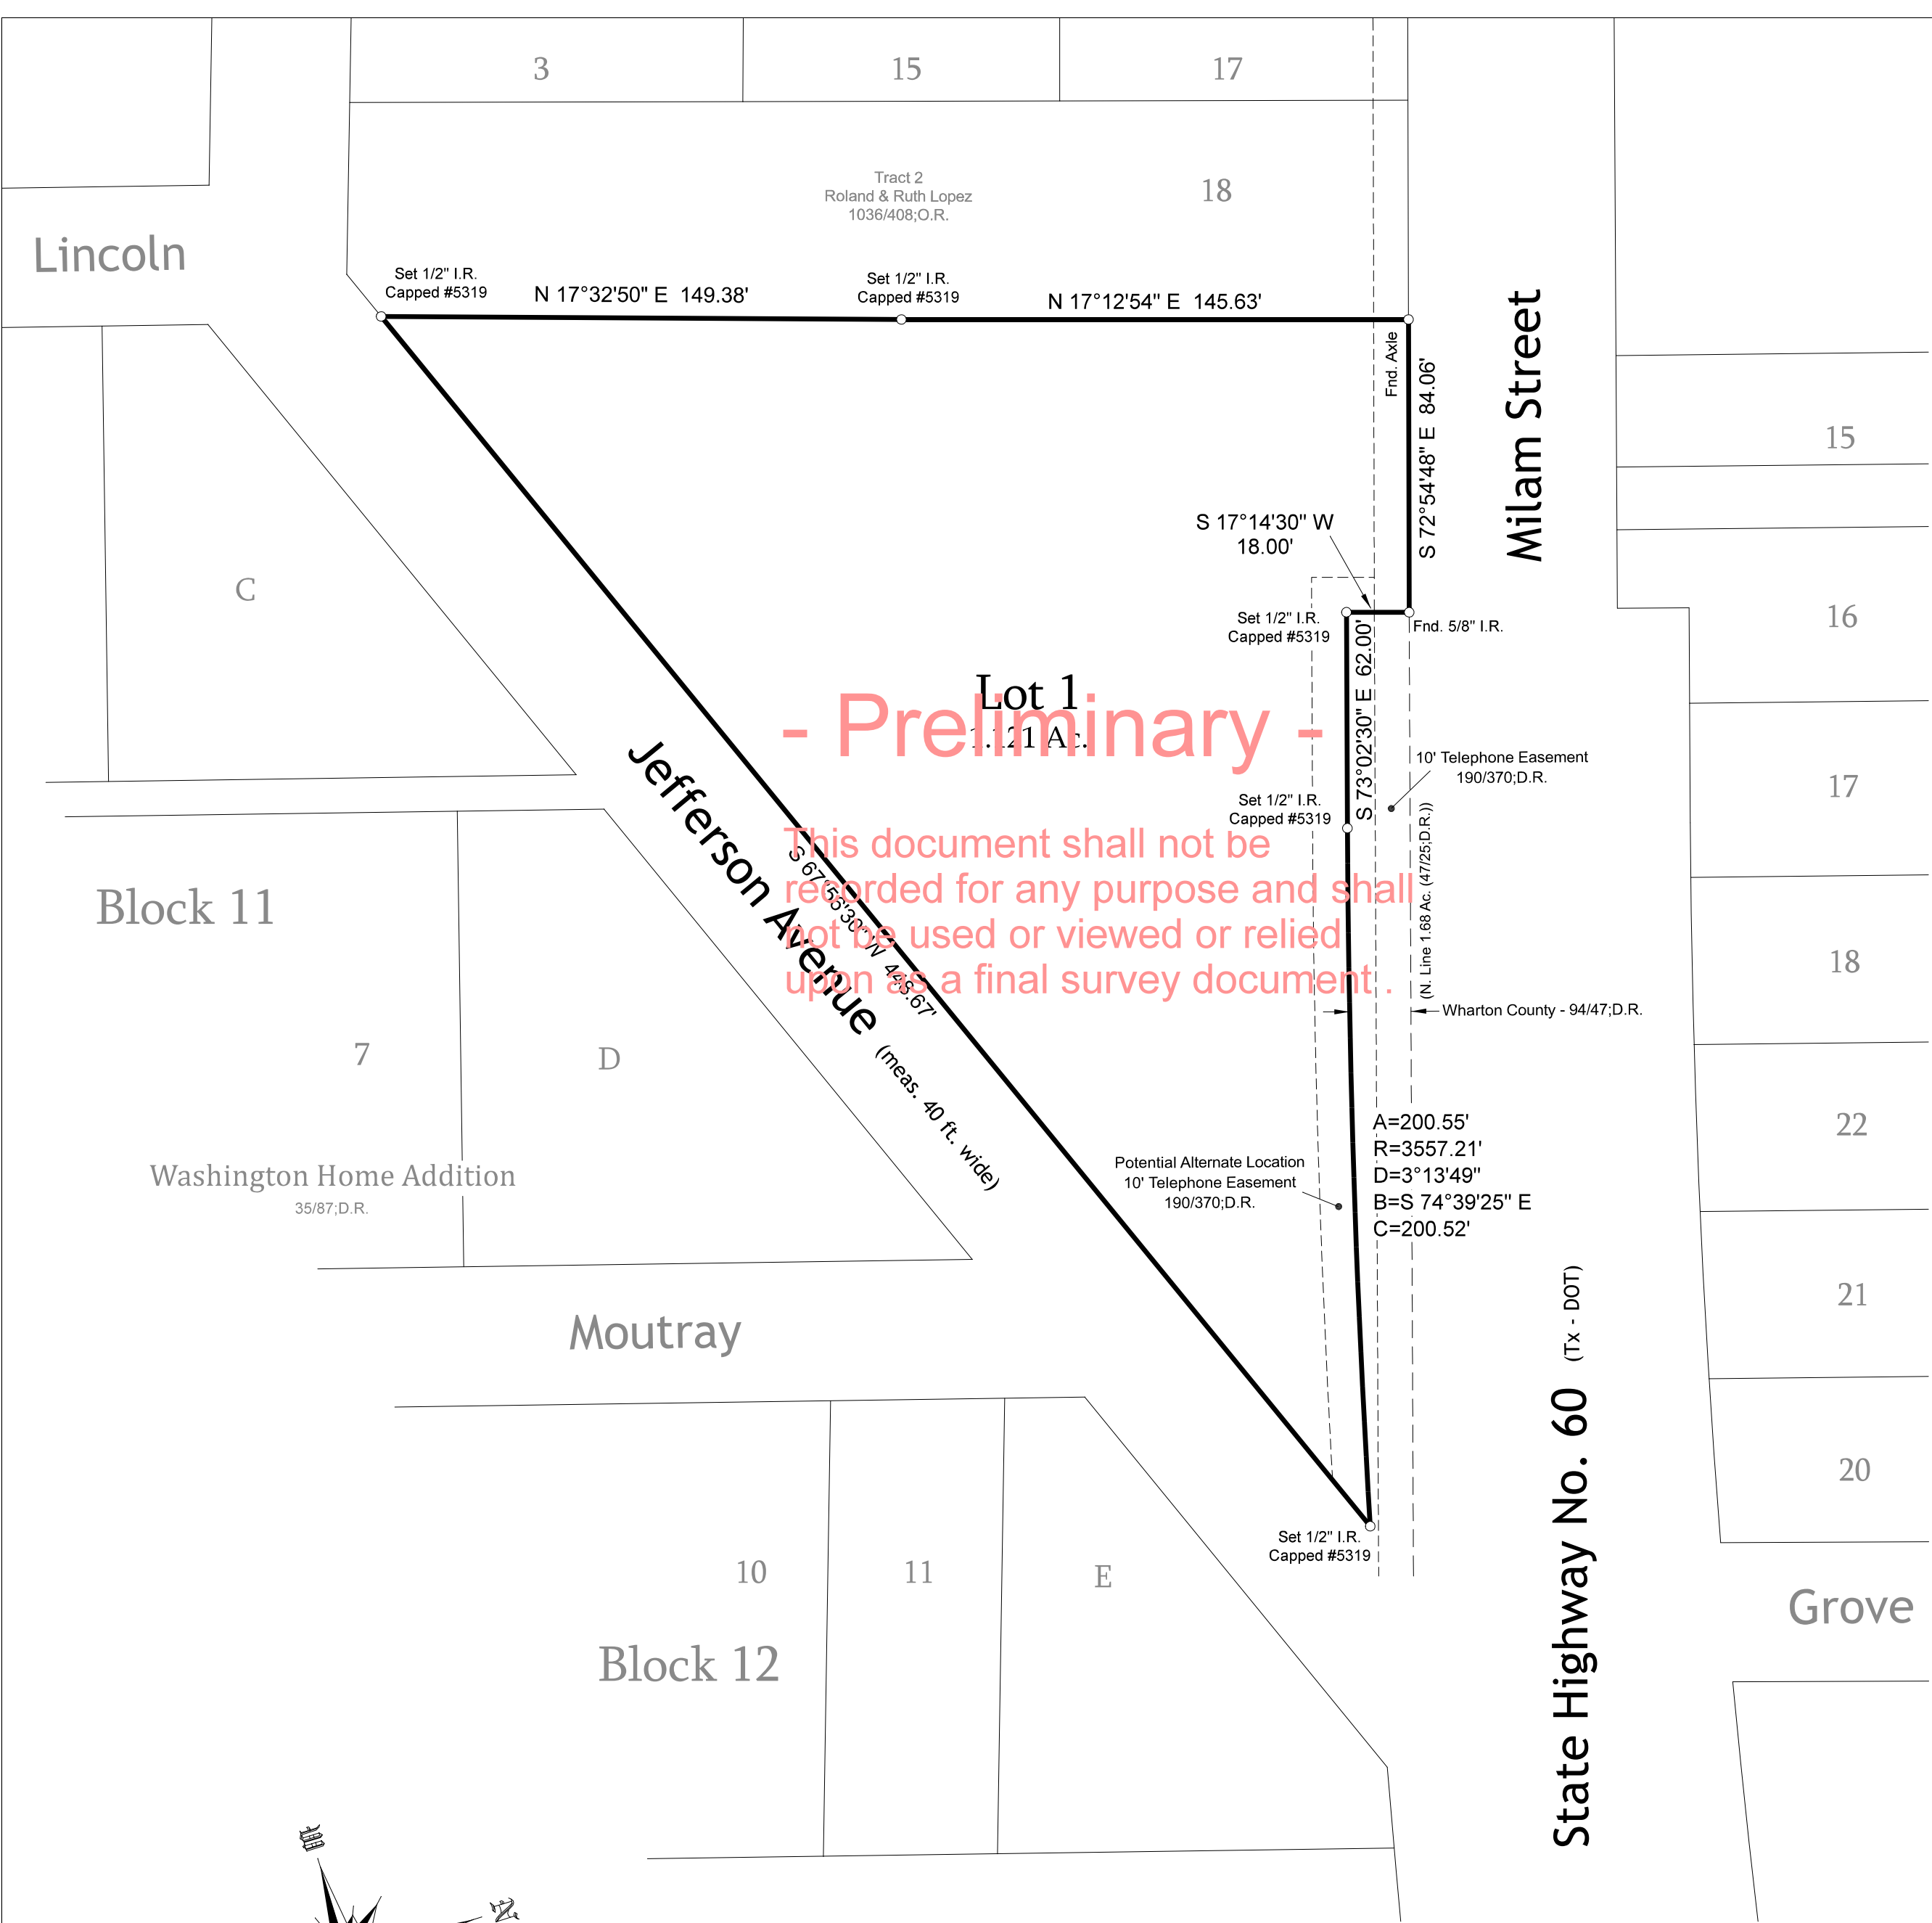 3
15
17
Tract 2
Roland & Ruth Lopez
1036/408;O.R.
18
Lincoln
Set 1/2" I.R.
Capped #5319
N 17°32'50" E 149.38'
Set 1/2" I.R.
Capped #5319
N 17°12'54" E 145.63'
Fnd. Axle
S 72°54'48" E 84.06'
Milam Street
15
S 17°14'30" W
18.00'
C
Set 1/2" I.R.
Capped #5319
Fnd. 5/8" I.R.
16
S 73°02'30" E 62.00'
Lot 1
1.121 Ac.
- Preliminary -
10' Telephone Easement
190/370;D.R.
17
Set 1/2" I.R.
Capped #5319
This document shall not be
recorded for any purpose and shall
not be used or viewed or relied
upon as a final survey document .
Jefferson Avenue (meas. 40 ft. wide)
S 67°56'30" W 448.67'
(N. Line 1.68 Ac. (47/25;D.R.))
Block 11
18
Wharton County - 94/47;D.R.
7
D
A=200.55'
R=3557.21'
D=3°13'49"
B=S 74°39'25" E
C=200.52'
22
Potential Alternate Location
10' Telephone Easement
190/370;D.R.
Washington Home Addition
35/87;D.R.
21
Moutray
State Highway No. 60 (Tx - DOT)
20
Set 1/2" I.R.
Capped #5319
10
11
E
Grove
Block 12
N